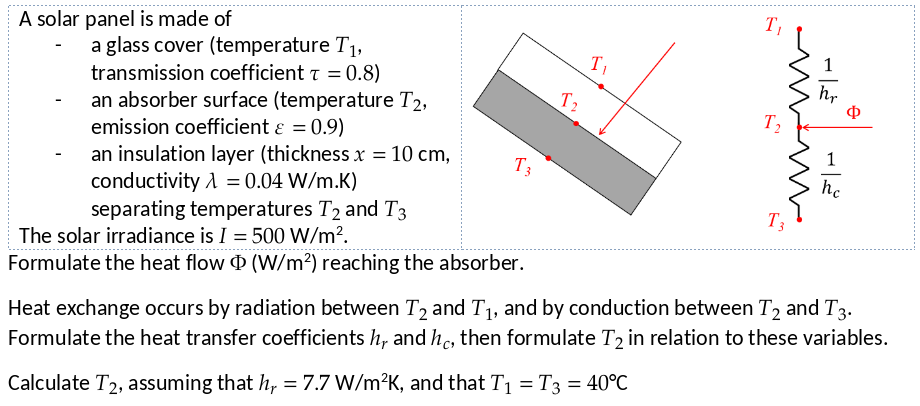 A solar panel is made of
- a glass cover (temperature T₁,
transmission coefficient τ = 0.8)
- an absorber surface (temperature T₂,
emission coefficient ε = 0.9)
- an insulation layer (thickness x = 10 cm,
conductivity λ = 0.04 W/m.K)
separating temperatures T₂ and T₃
The solar irradiance is I = 500 W/m².
T₁
T₂
T₃
T₁
1/hᵣ
T₂
Φ
1/h_c
T₃
Formulate the heat flow Φ (W/m²) reaching the absorber.
Heat exchange occurs by radiation between T₂ and T₁, and by conduction between T₂ and T₃.
Formulate the heat transfer coefficients hᵣ and h_c, then formulate T₂ in relation to these variables.
Calculate T₂, assuming that hᵣ = 7.7 W/m²K, and that T₁ = T₃ = 40°C